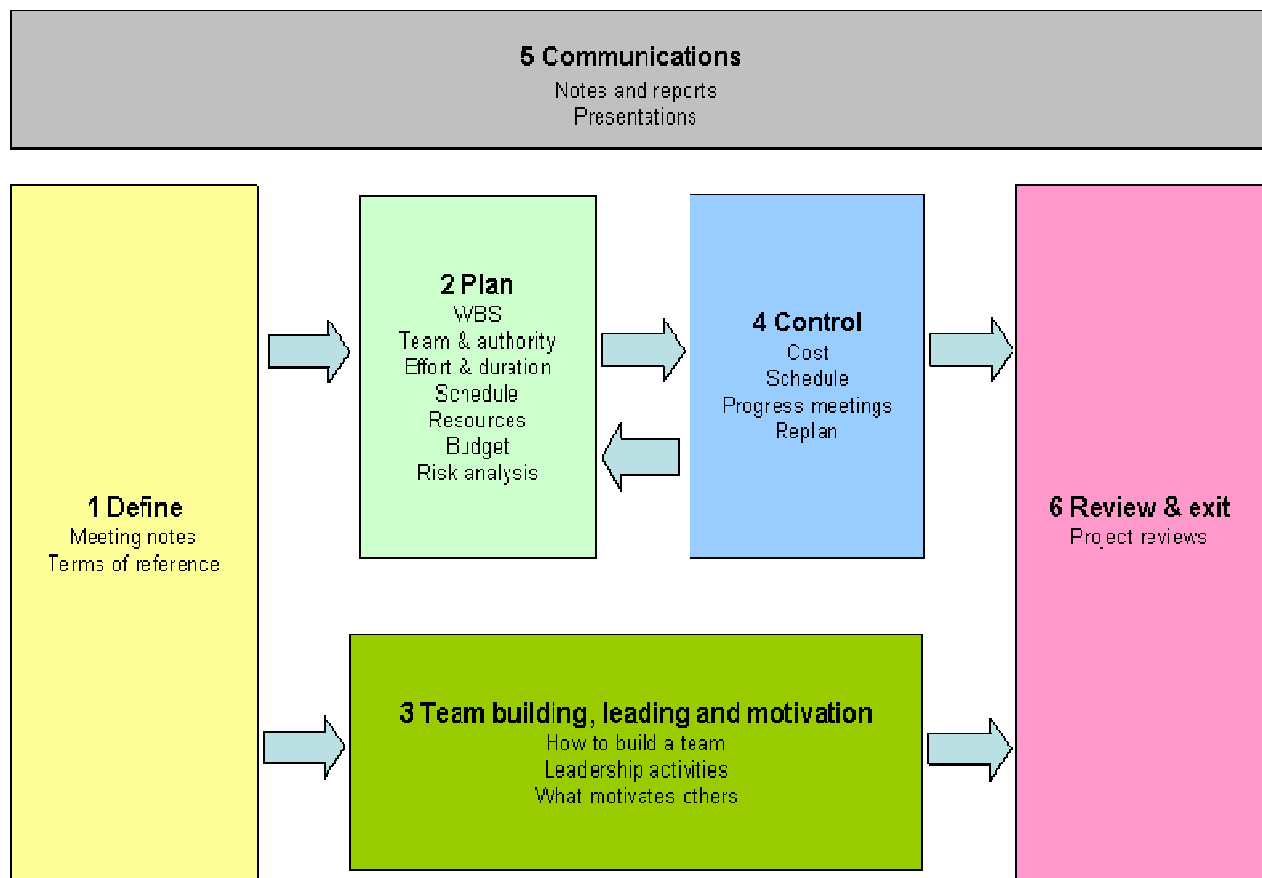 5 Communications
Notes and reports
Presentations
1 Define
Meeting notes
Terms of reference
2 Plan
WBS
Team & authority
Effort & duration
Schedule
Resources
Budget
Risk analysis
4 Control
Cost
Schedule
Progress meetings
Replan
3 Team building, leading and motivation
How to build a team
Leadership activities
What motivates others
6 Review & exit
Project reviews